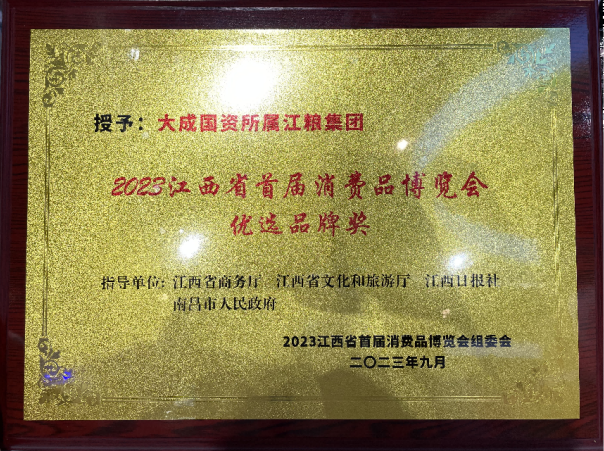 授予：大成国资所属江粮集团
2023江西省首届消费品博览会
优选品牌奖
指导单位：江西省商务厅 江西省文化和旅游厅 江西日报社
南昌市人民政府
2023江西省首届消费品博览会组委会
二〇二三年九月